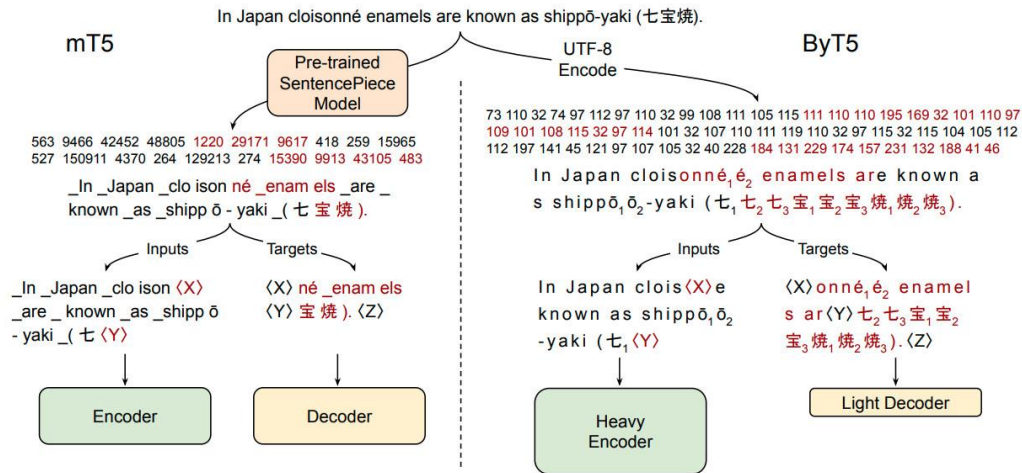 In Japan cloisonné enamels are known as shippō-yaki (七宝焼).
mT5
Pre-trained
SentencePiece
Model
563 9466 42452 48805 1220 29171 9617 418 259 15965
527 150911 4370 264 129213 274 15390 9913 43105 483
_In _Japan _clo ison né _enam els _are _
known _as _shipp ō - yaki _( 七 宝 焼 ).
Inputs
Targets
_In _Japan _clo ison ⟨X⟩
_are _ known _as _shipp ō
- yaki _( 七 ⟨Y⟩
⟨X⟩ né _enam els
⟨Y⟩ 宝 焼 ). ⟨Z⟩
Encoder
Decoder
ByT5
UTF-8
Encode
73 110 32 74 97 112 97 110 32 99 108 111 105 115 111 110 110 195 169 32 101 110 97
109 101 108 115 32 97 114 101 32 107 110 111 119 110 32 97 115 32 115 104 105 112
112 197 141 45 121 97 107 105 32 40 228 184 131 229 174 157 231 132 188 41 46
In Japan cloisonné₁é₂ enamels are known a
s shippō₁ō₂-yaki (七₁七₂七₃宝₁宝₂宝₃焼₁焼₂焼₃).
Inputs
Targets
In Japan clois⟨X⟩e
known as shippō₁ō₂
-yaki (七₁⟨Y⟩
⟨X⟩onné₁é₂ enamel
s ar⟨Y⟩七₂七₃宝₁宝₂
宝₃焼₁焼₂焼₃).⟨Z⟩
Heavy
Encoder
Light Decoder